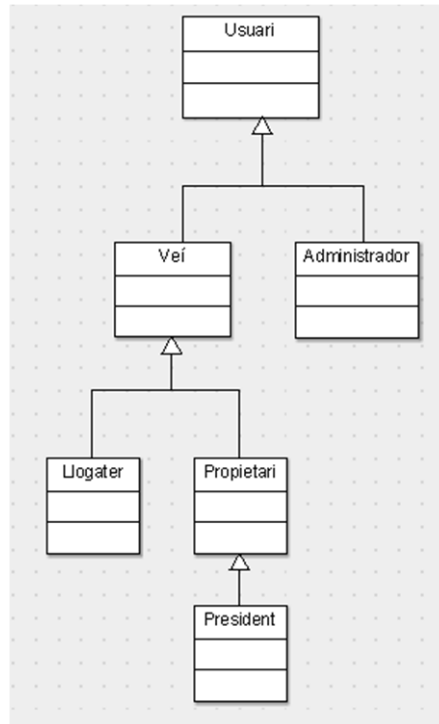 Usuari
Veí
Administrador
Llogater
Propietari
President